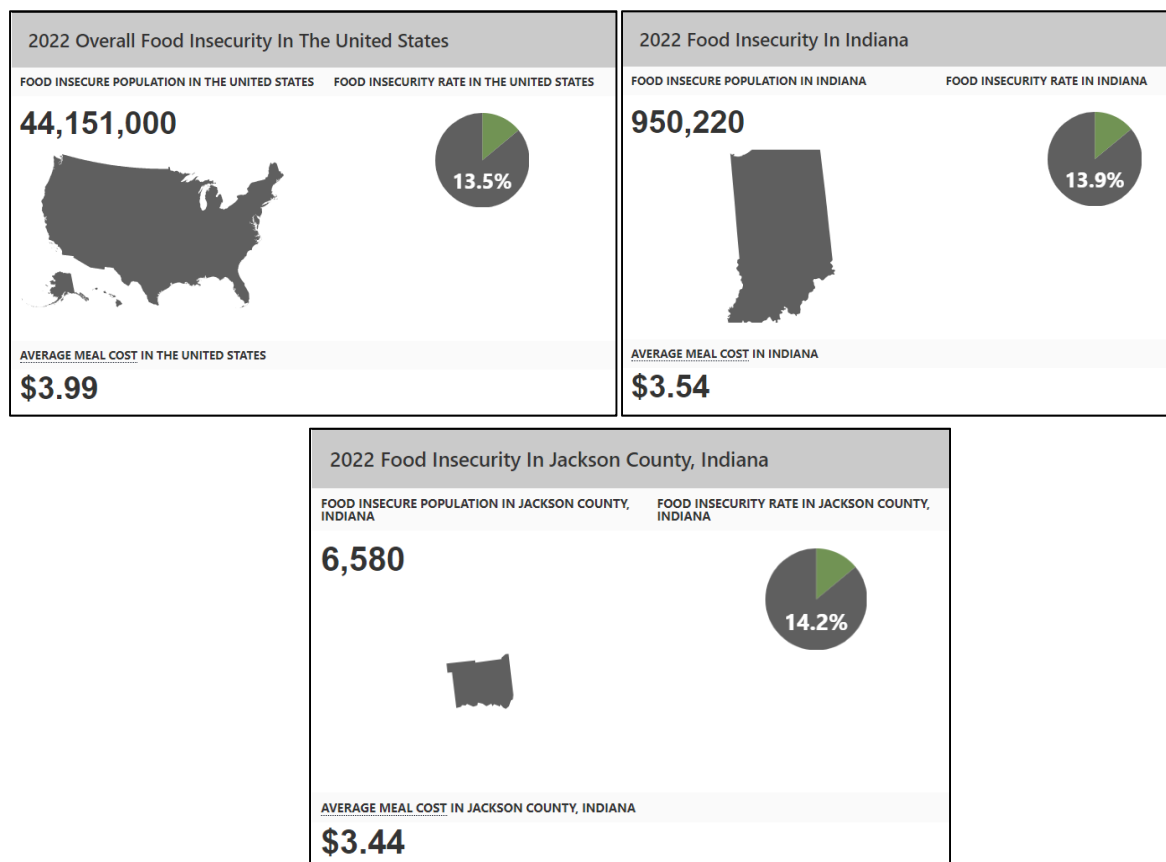 2022 Overall Food Insecurity In The United States
FOOD INSECURE POPULATION IN THE UNITED STATES
FOOD INSECURITY RATE IN THE UNITED STATES
44,151,000
13.5%
AVERAGE MEAL COST IN THE UNITED STATES
$3.99
2022 Food Insecurity In Indiana
FOOD INSECURE POPULATION IN INDIANA
FOOD INSECURITY RATE IN INDIANA
950,220
13.9%
AVERAGE MEAL COST IN INDIANA
$3.54
2022 Food Insecurity In Jackson County, Indiana
FOOD INSECURE POPULATION IN JACKSON COUNTY,
INDIANA
FOOD INSECURITY RATE IN JACKSON COUNTY,
INDIANA
6,580
14.2%
AVERAGE MEAL COST IN JACKSON COUNTY, INDIANA
$3.44